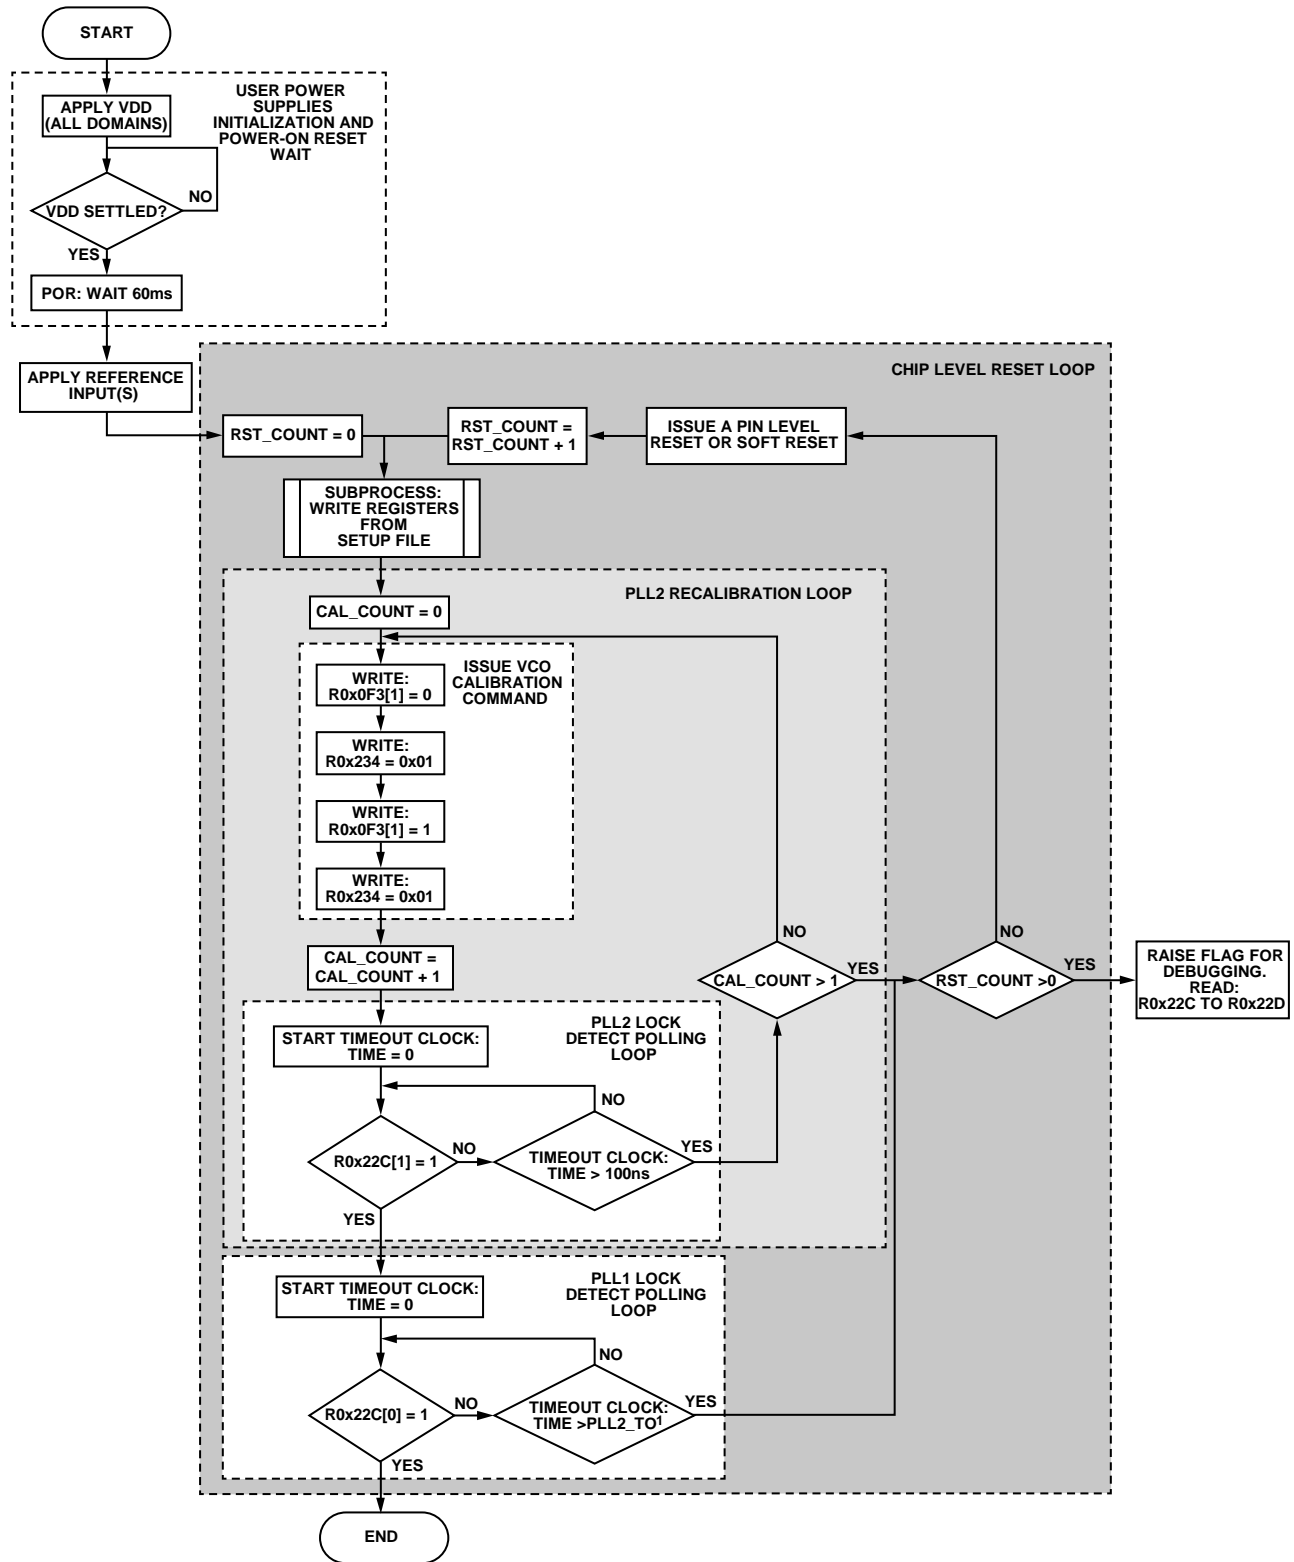 START
USER POWER
SUPPLIES
INITIALIZATION AND
POWER-ON RESET
WAIT
APPLY VDD
(ALL DOMAINS)
NO
VDD SETTLED?
YES
POR: WAIT 60ms
APPLY REFERENCE
INPUT(S)
CHIP LEVEL RESET LOOP
RST_COUNT = 0
RST_COUNT =
RST_COUNT + 1
ISSUE A PIN LEVEL
RESET OR SOFT RESET
SUBPROCESS:
WRITE REGISTERS
FROM
SETUP FILE
PLL2 RECALIBRATION LOOP
CAL_COUNT = 0
ISSUE VCO
CALIBRATION
COMMAND
WRITE:
R0x0F3[1] = 0
WRITE:
R0x234 = 0x01
WRITE:
R0x0F3[1] = 1
WRITE:
R0x234 = 0x01
CAL_COUNT =
CAL_COUNT + 1
NO
CAL_COUNT > 1
YES
NO
RST_COUNT >0
YES
RAISE FLAG FOR
DEBUGGING.
READ:
R0x22C TO R0x22D
PLL2 LOCK
DETECT POLLING
LOOP
START TIMEOUT CLOCK:
TIME = 0
NO
R0x22C[1] = 1
NO
TIMEOUT CLOCK:
TIME > 100ns
YES
YES
PLL1 LOCK
DETECT POLLING
LOOP
START TIMEOUT CLOCK:
TIME = 0
NO
R0x22C[0] = 1
NO
TIMEOUT CLOCK:
TIME >PLL2_TO¹
YES
YES
END